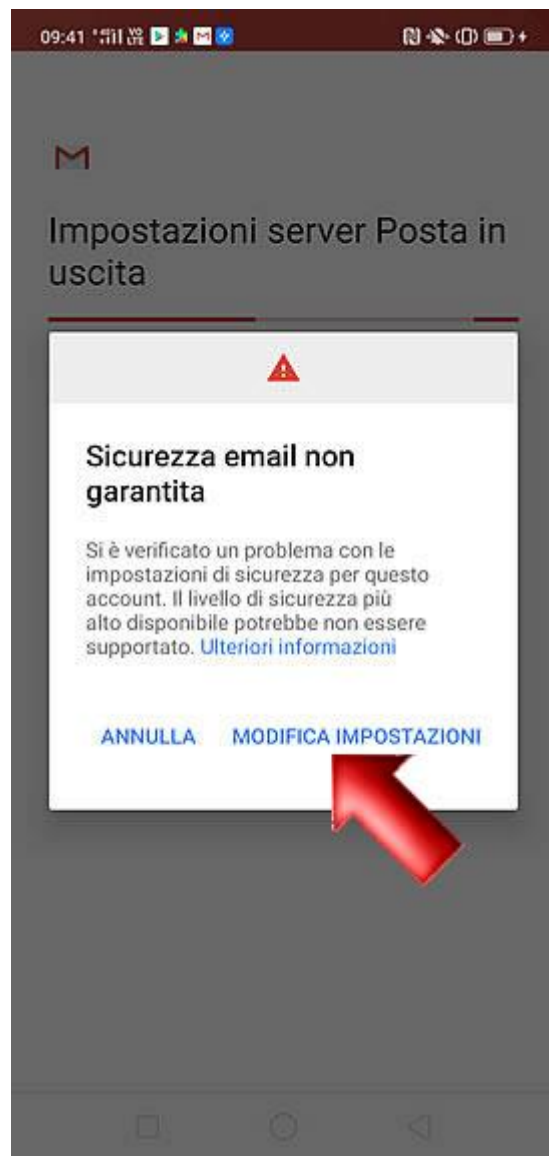 09:41
Impostazioni server Posta in
uscita
Sicurezza email non
garantita
Si è verificato un problema con le
impostazioni di sicurezza per questo
account. Il livello di sicurezza più
alto disponibile potrebbe non essere
supportato. Ulteriori informazioni
ANNULLA MODIFICA IMPOSTAZIONI